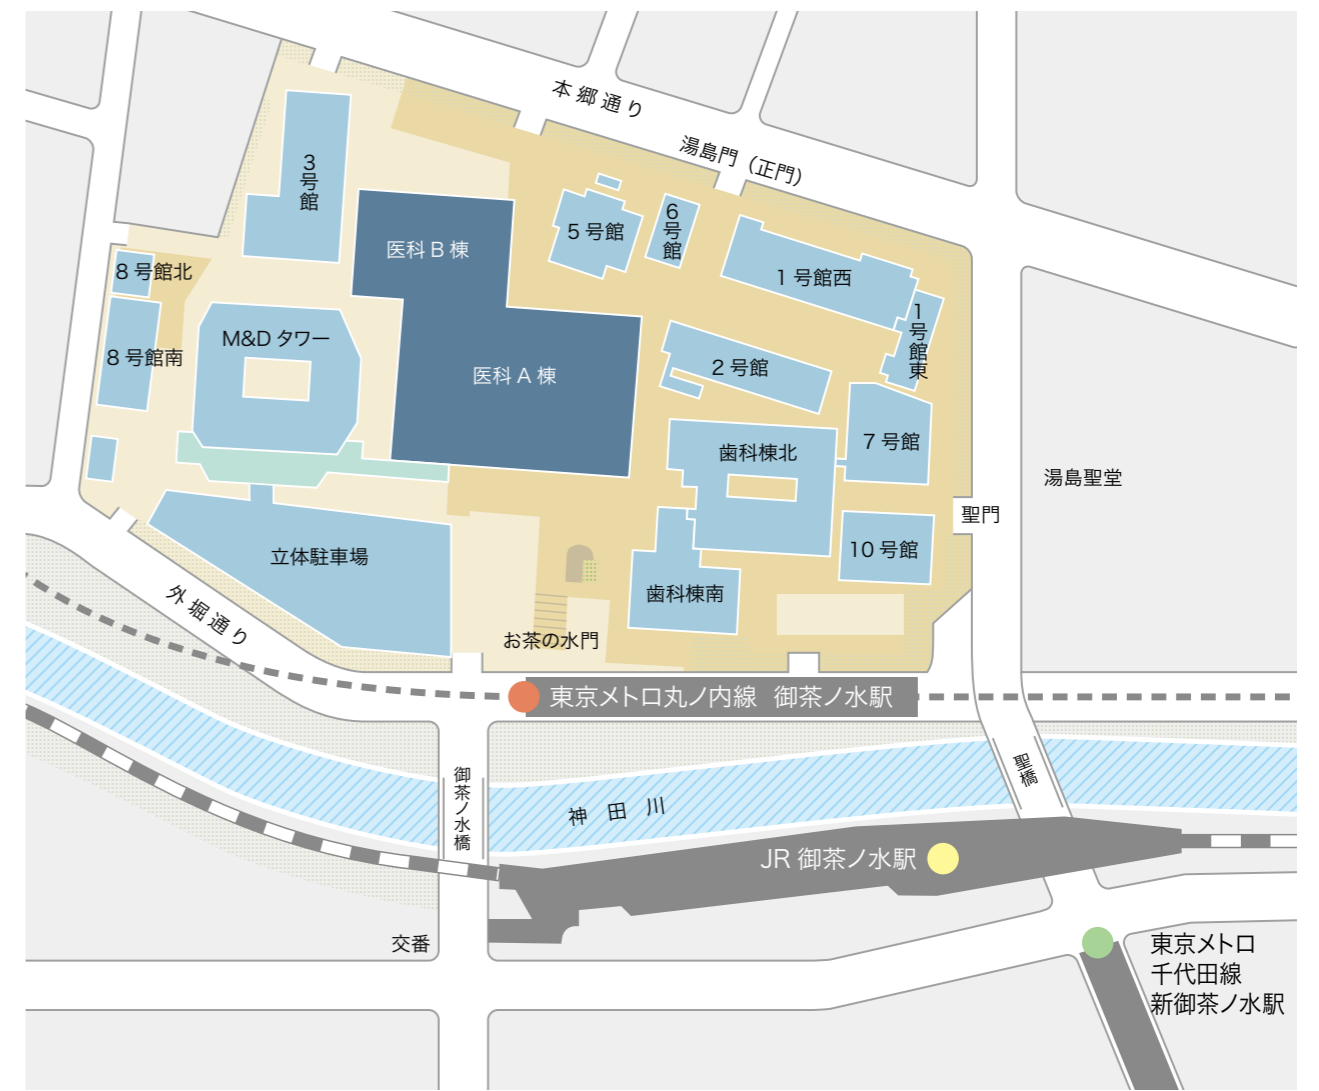 本郷通り
湯島門（正門）
3号館
医科B棟
5号館
6号館
1号館西
8号館北
1号館東
M&Dタワー
8号館南
2号館
医科A棟
7号館
歯科棟北
湯島聖堂
聖門
10号館
立体駐車場
歯科棟南
外堀通り
お茶の水門
東京メトロ丸ノ内線 御茶ノ水駅
御茶ノ水橋
聖橋
神田川
JR御茶ノ水駅
交番
東京メトロ
千代田線
新御茶ノ水駅